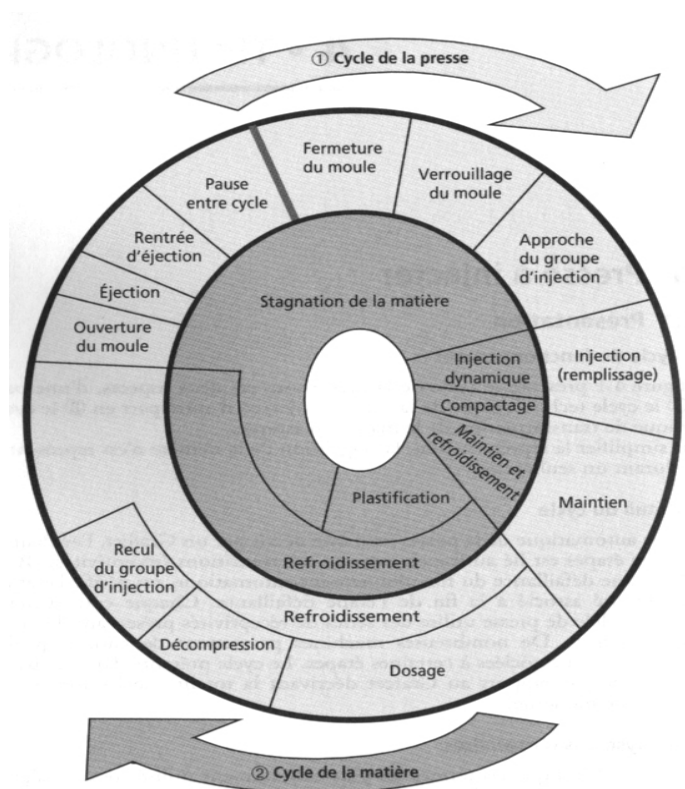 ① Cycle de la presse
Fermeture
du moule
Verrouillage
du moule
Approche
du groupe
d'injection
Injection
(remplissage)
Maintien
Dosage
Refroidissement
Décompression
Recul
du groupe
d'injection
Ouverture
du moule
Éjection
Rentrée
d'éjection
Pause
entre cycle
Stagnation de la matière
Injection
dynamique
Compactage
Maintien et
refroidissement
Plastification
Refroidissement
② Cycle de la matière